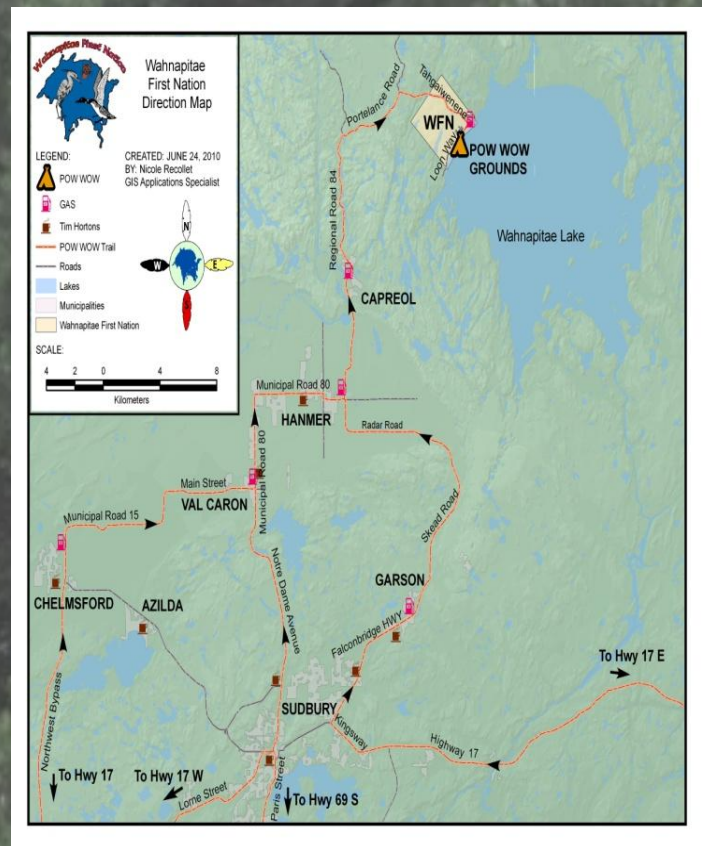 Wahnapitae First Nation
Wahnapitae
First Nation
Direction Map
LEGEND:
POW WOW
GAS
Tim Hortons
POW WOW Trail
Roads
Lakes
Municipalities
Wahnapitae First Nation
CREATED: JUNE 24, 2010
BY: Nicole Recollet
GIS Applications Specialist
N
W
E
S
SCALE:
4 2 0 4 8
Kilometers
Portelance Road
Tahgaiwenene
WFN
Loon Way
POW WOW
GROUNDS
Wahnapitae Lake
Regional Road 84
CAPREOL
Municipal Road 80
HANMER
Radar Road
Municipal Road 80
Main Street
VAL CARON
Municipal Road 15
Skead Road
Notre Dame Avenue
GARSON
CHELMSFORD
AZILDA
Falconbridge HWY
To Hwy 17 E
SUDBURY
Kingsway
Highway 17
Northwest Bypass
To Hwy 17
To Hwy 17 W
Lorne Street
Paris Street
To Hwy 69 S